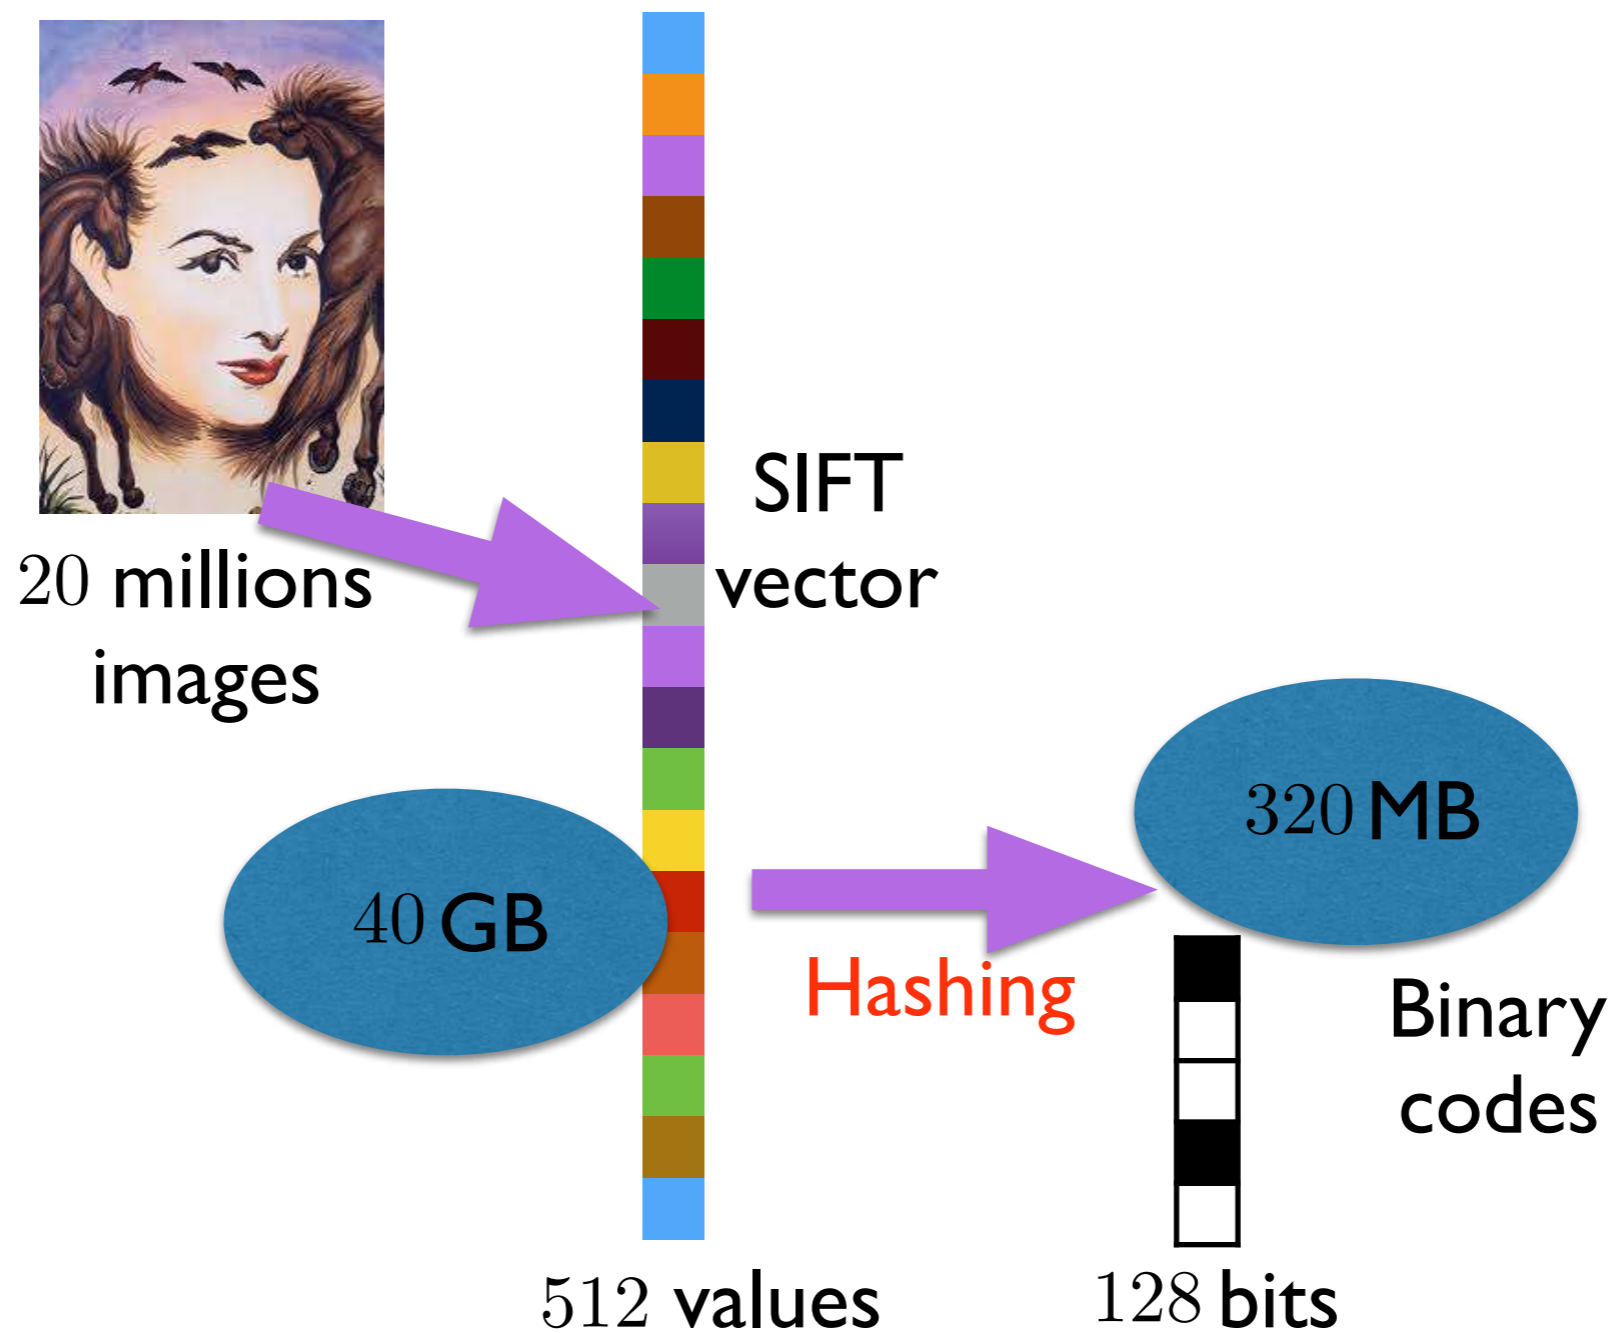 SIFT
vector
20 millions
images
40 GB
320 MB
Hashing
Binary
codes
512 values
128 bits